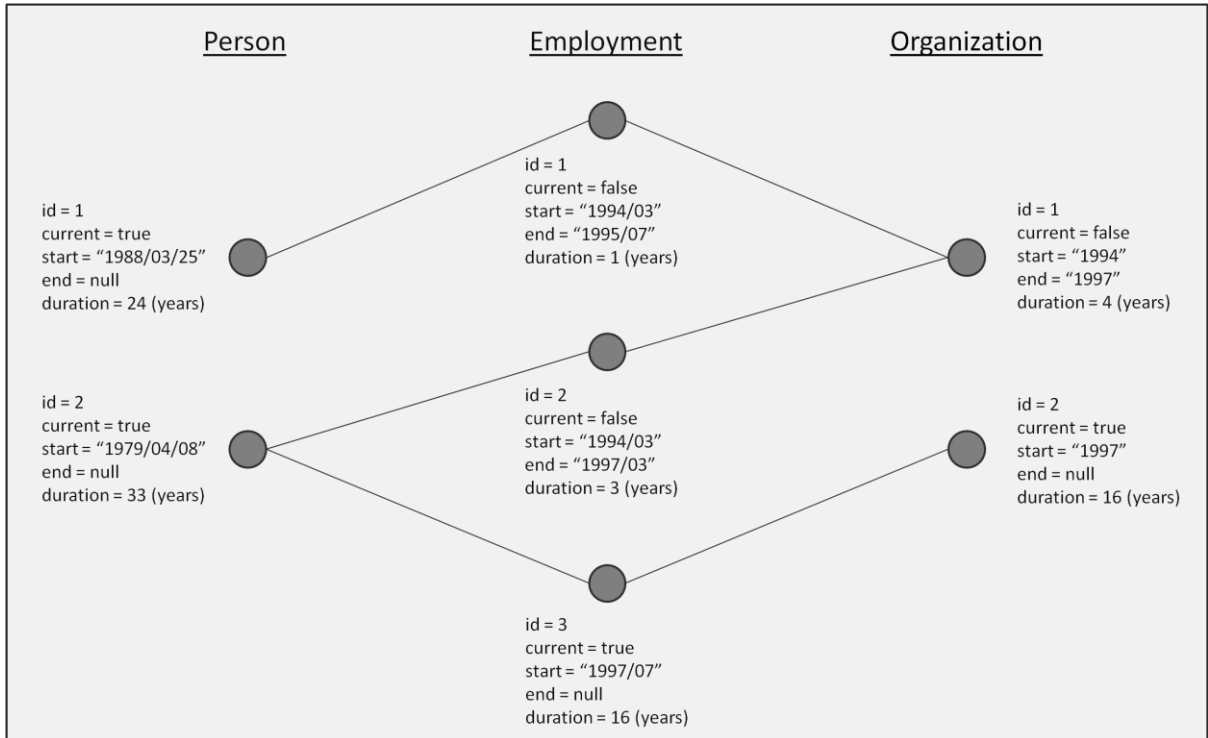 Person
Employment
Organization
id = 1
current = false
start = “1994/03”
end = “1995/07”
duration = 1 (years)
id = 1
current = true
start = “1988/03/25”
end = null
duration = 24 (years)
id = 1
current = false
start = “1994”
end = “1997”
duration = 4 (years)
id = 2
current = true
start = “1979/04/08”
end = null
duration = 33 (years)
id = 2
current = false
start = “1994/03”
end = “1997/03”
duration = 3 (years)
id = 2
current = true
start = “1997”
end = null
duration = 16 (years)
id = 3
current = true
start = “1997/07”
end = null
duration = 16 (years)